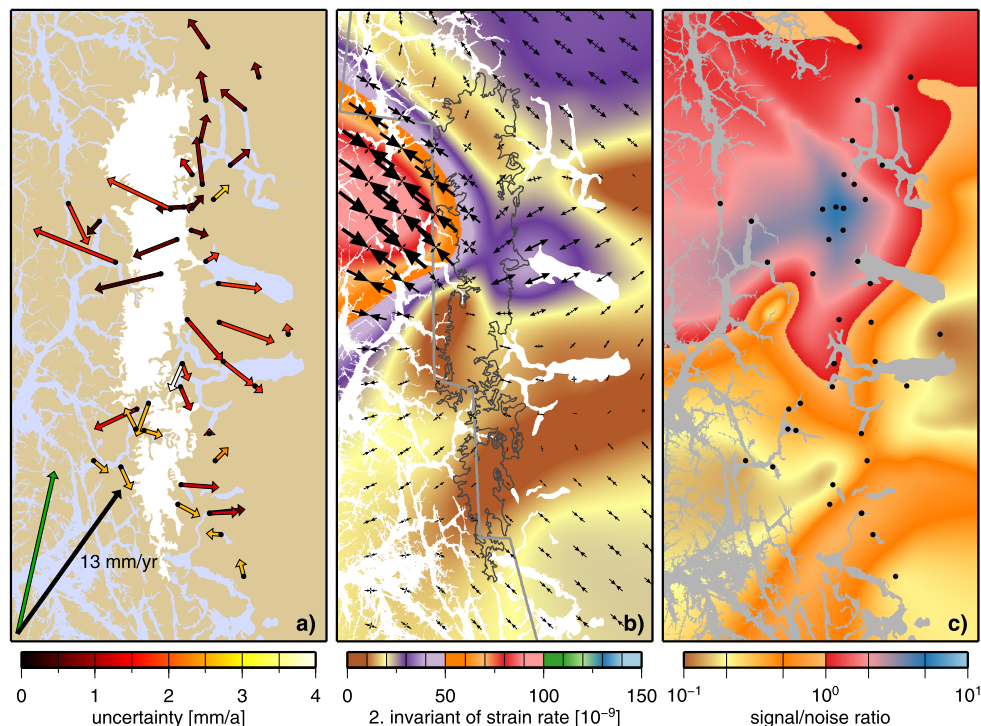 13 mm/yr
a)
b)
c)
0 1 2 3 4
uncertainty [mm/a]
0 50 100 150
2. invariant of strain rate [10⁻⁹]
10⁻¹ 10⁰ 10¹
signal/noise ratio